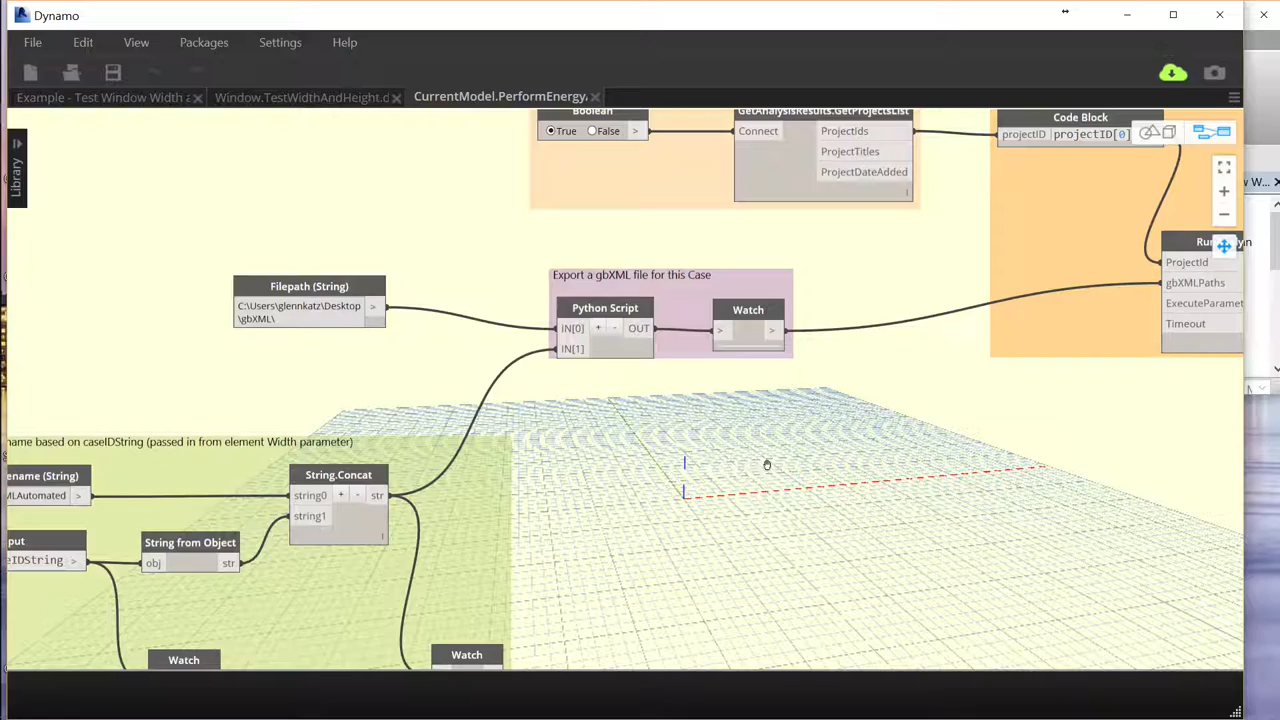 Dynamo
File Edit View Packages Settings Help
Example - Test Window Width a
Window.TestWidthAndHeight.d
CurrentModel.PerformEnergy.
Library
Boolean
True False >
GetAnalysisResults.GetProjectsList
Connect ProjectIds
ProjectTitles
ProjectDateAdded
Code Block
projectID projectID[0]
w W...
Filepath (String)
C:\Users\glennkatz\Desktop
\gbXML\
>
Export a gbXML file for this Case
Python Script
IN[0] + - OUT
IN[1]
Watch
> >
ProjectId
gbXMLPaths
ExecuteParamet
Timeout
name based on caseIDString (passed in from element Width parameter)
ename (String)
MLAutomated >
String.Concat
string0 + - str
string1
put
eIDString >
String from Object
obj str
Watch
Watch